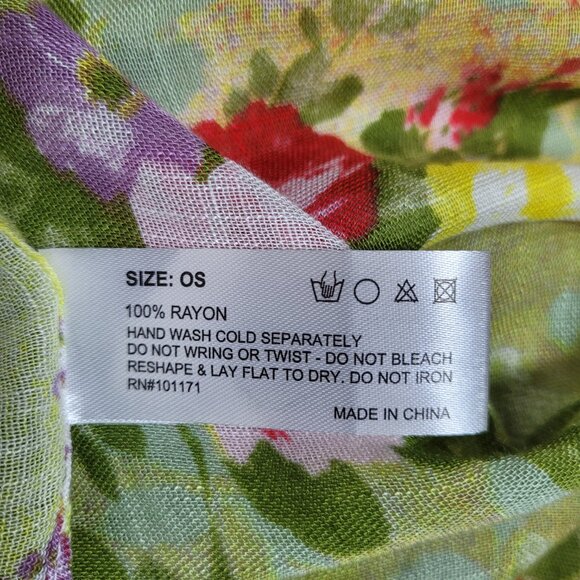 SIZE: OS
100% RAYON
HAND WASH COLD SEPARATELY
DO NOT WRING OR TWIST - DO NOT BLEACH
RESHAPE & LAY FLAT TO DRY. DO NOT IRON
RN#101171
MADE IN CHINA